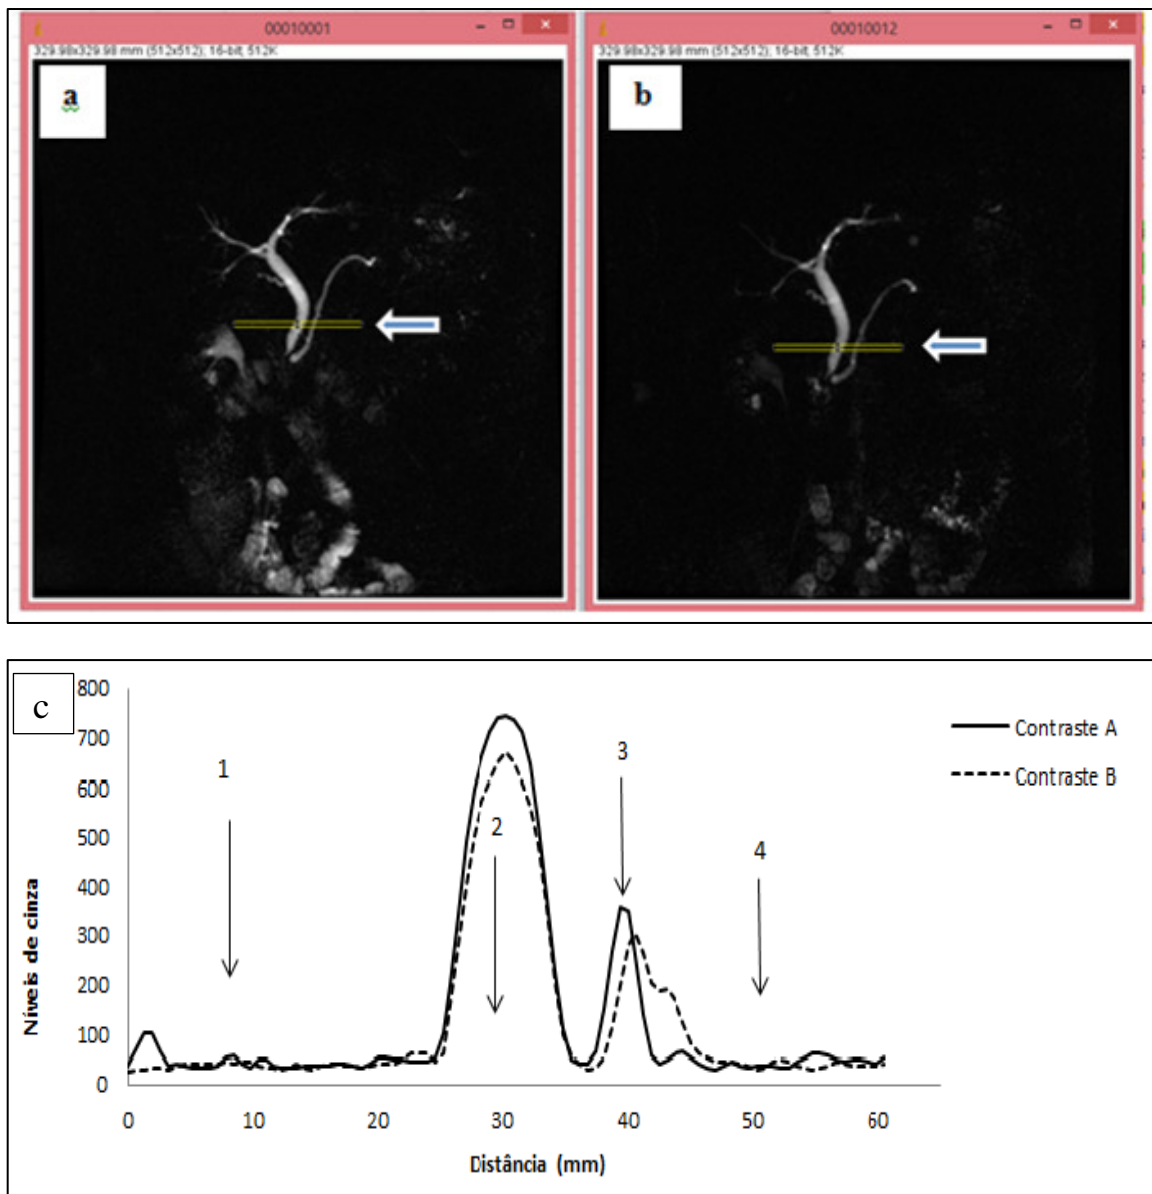 00010001
00010012
329.98x329.98 mm (512x512); 16-bit; 512K
329.98x329.98 mm (512x512); 16-bit; 512K
a
b
c
800
700
600
500
400
300
200
100
0
Níveis de cinza
1
2
3
4
Contraste A
Contraste B
0 10 20 30 40 50 60
Distância (mm)